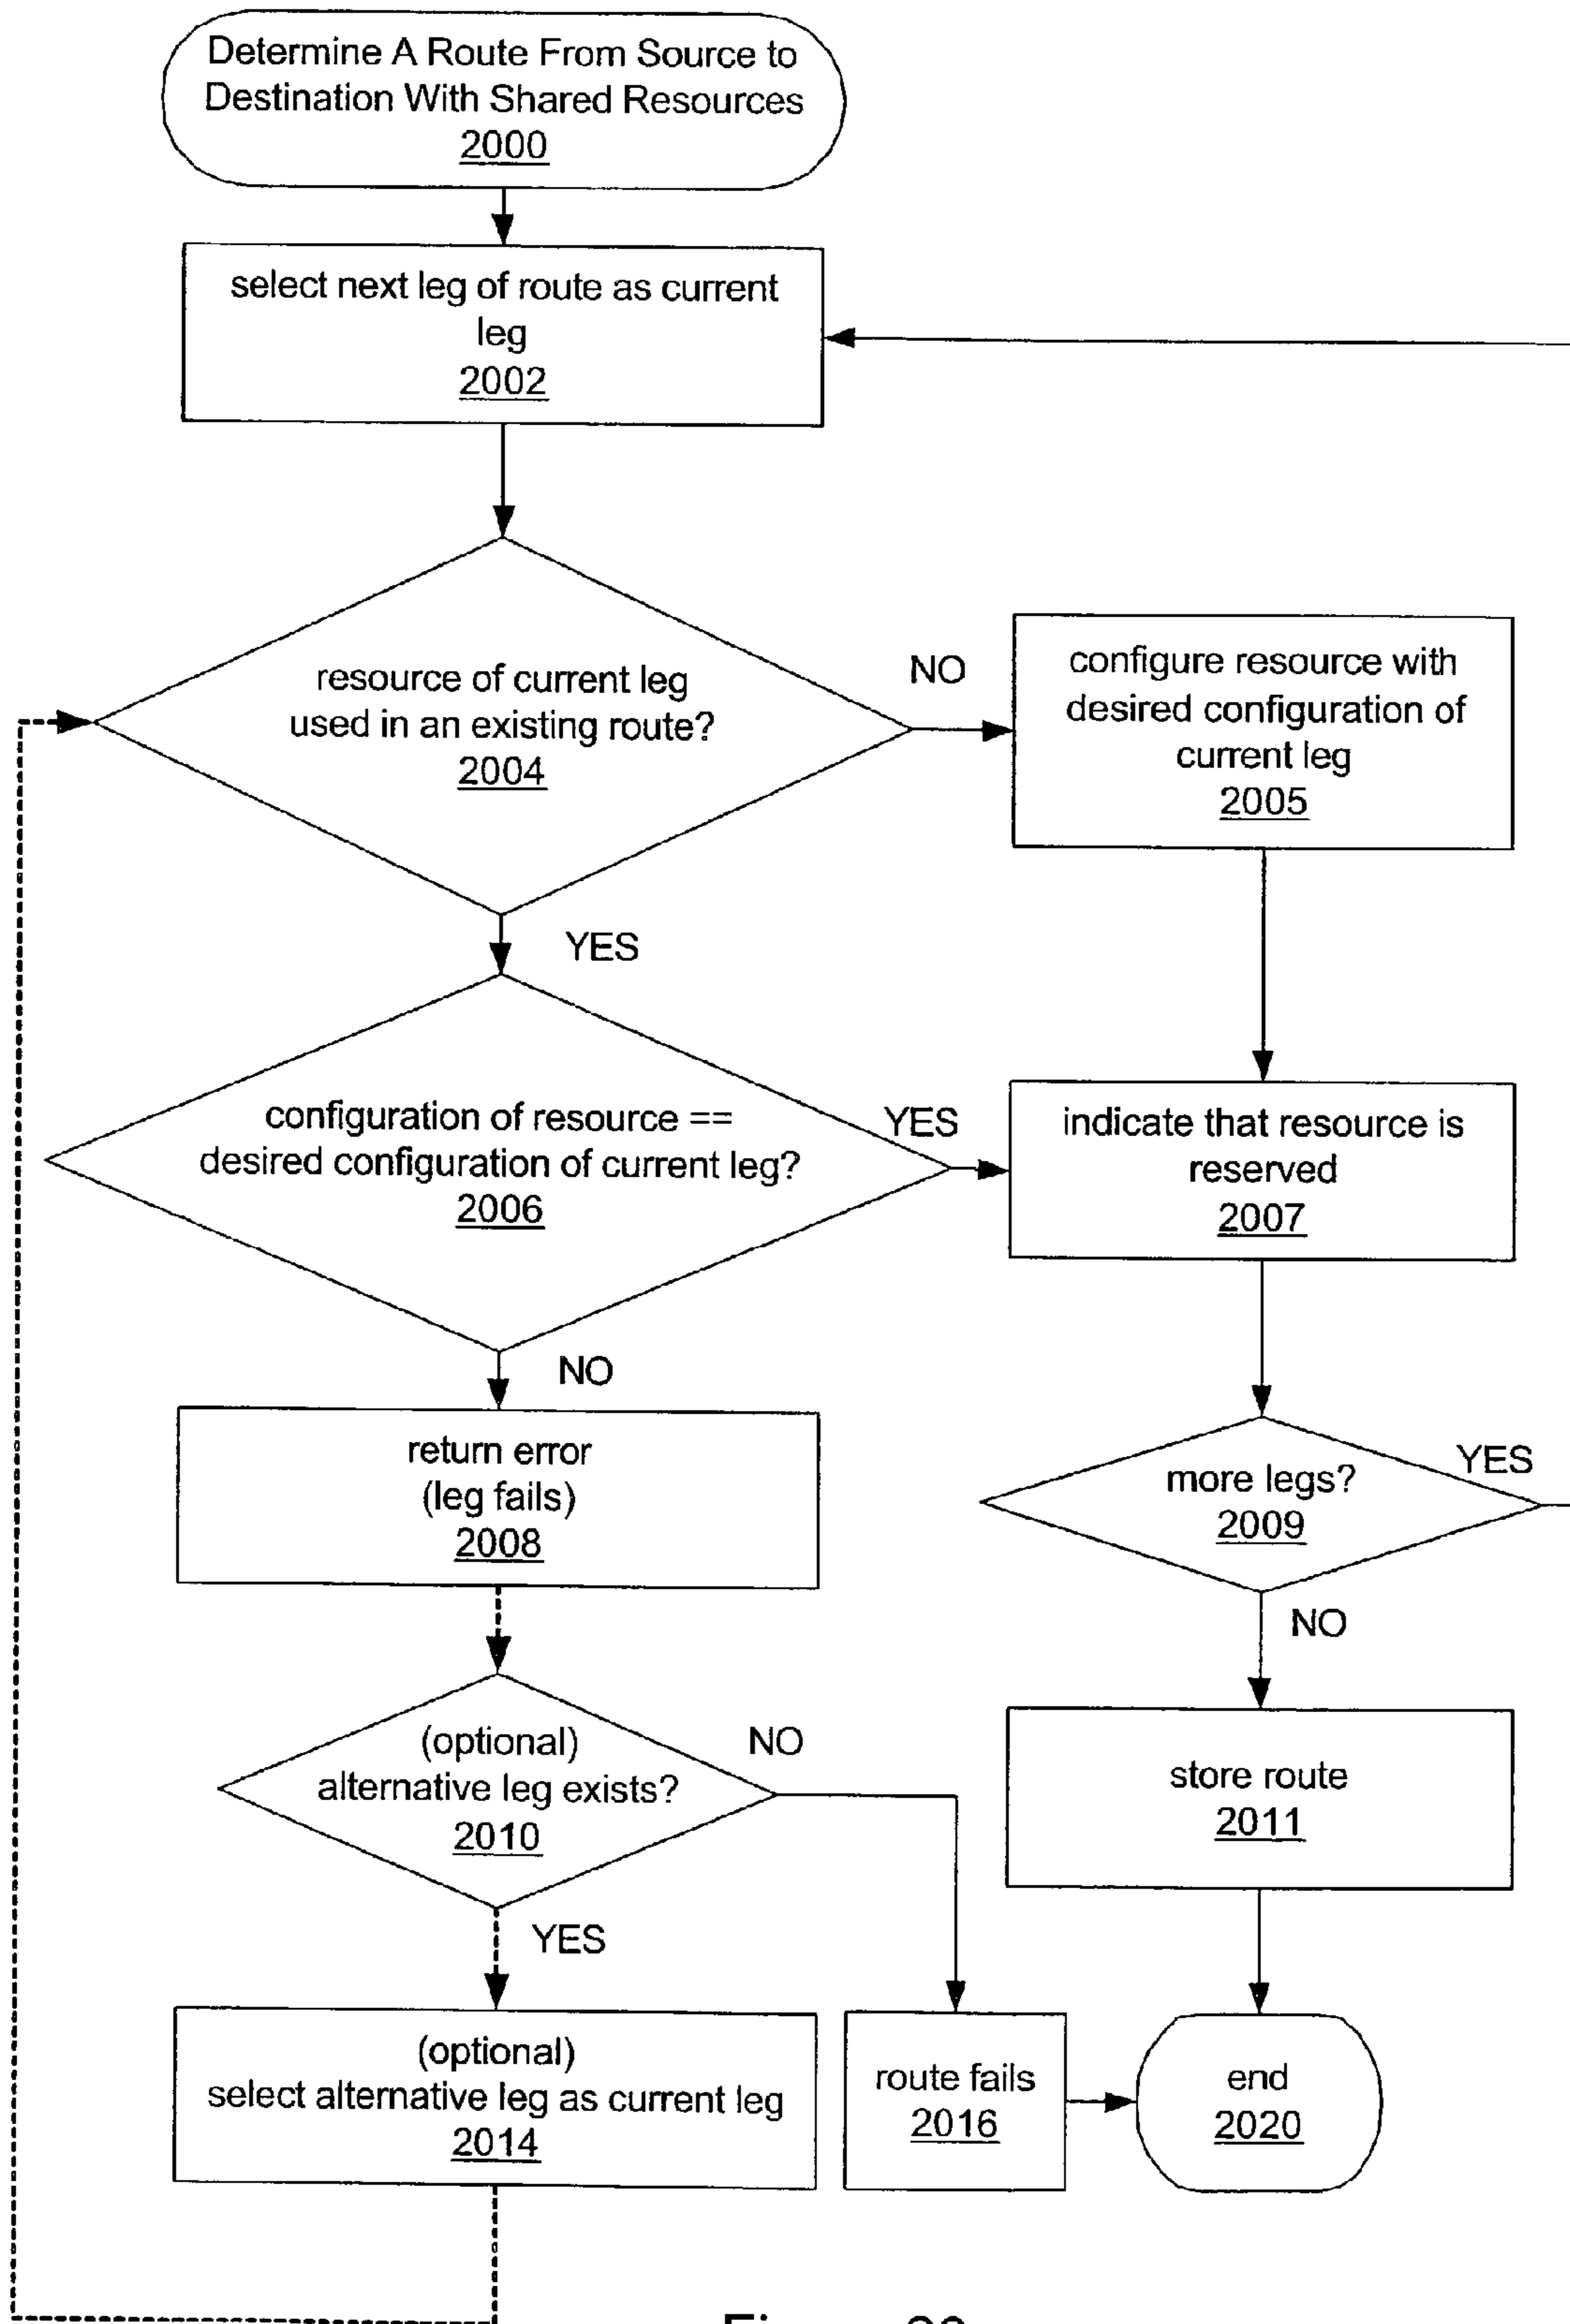 Determine A Route From Source to
Destination With Shared Resources
2000
select next leg of route as current
leg
2002
resource of current leg
used in an existing route?
2004
NO
configure resource with
desired configuration of
current leg
2005
YES
configuration of resource ==
desired configuration of current leg?
2006
YES
indicate that resource is
reserved
2007
NO
return error
(leg fails)
2008
more legs?
2009
YES
NO
(optional)
alternative leg exists?
2010
NO
store route
2011
YES
(optional)
select alternative leg as current leg
2014
route fails
2016
end
2020